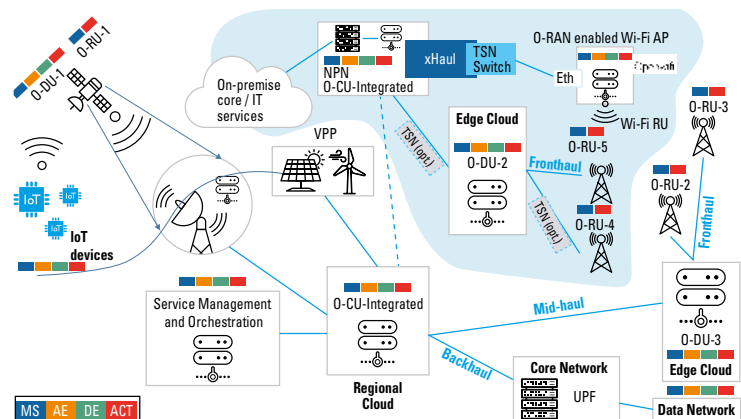 O-RU-1
O-DU-1
On-premise
core / IT
services
NPN
O-CU-Integrated
xHaul
TSN
Switch
O-RAN enabled Wi-Fi AP
Eth
Wi-Fi RU
O-RU-3
O-RU-5
O-RU-2
Edge Cloud
O-DU-2
TSN (opt.)
Fronthaul
TSN (opt.)
O-RU-4
Fronthaul
VPP
IoT
IoT
IoT
IoT
devices
Service Management
and Orchestration
O-CU-Integrated
Regional
Cloud
Mid-haul
Backhaul
O-DU-3
Edge Cloud
Core Network
UPF
Data Network
MS AE DE ACT